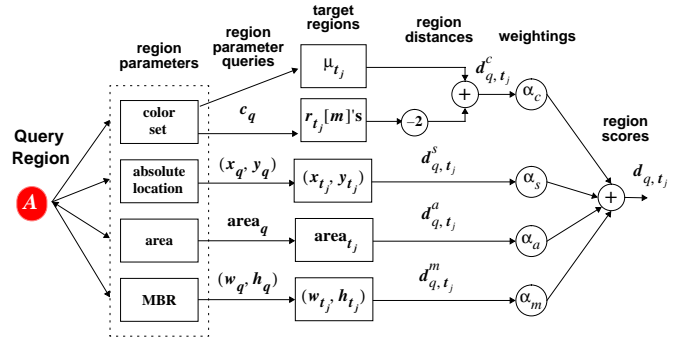 region
parameters
region
parameter
queries
target
regions
region
distances
weightings
region
scores
Query
Region
A
color
set
c_q
μ_{t_j}
r_{t_j}[m]'s
-2
+
d^c_{q, t_j}
α_c
absolute
location
(x_q, y_q)
(x_{t_j}, y_{t_j})
d^s_{q, t_j}
α_s
+
d_{q, t_j}
area
area_q
area_{t_j}
d^a_{q, t_j}
α_a
MBR
(w_q, h_q)
(w_{t_j}, h_{t_j})
d^m_{q, t_j}
α_m